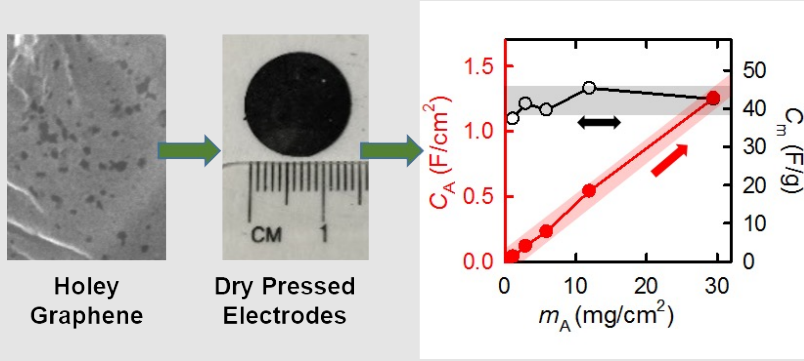 Holey
Graphene
CM
1
Dry Pressed
Electrodes
C_A (F/cm²)
1.5
1.0
0.5
0.0
0
10
20
30
m_A (mg/cm²)
50
40
30
20
10
0
C_m (F/g)